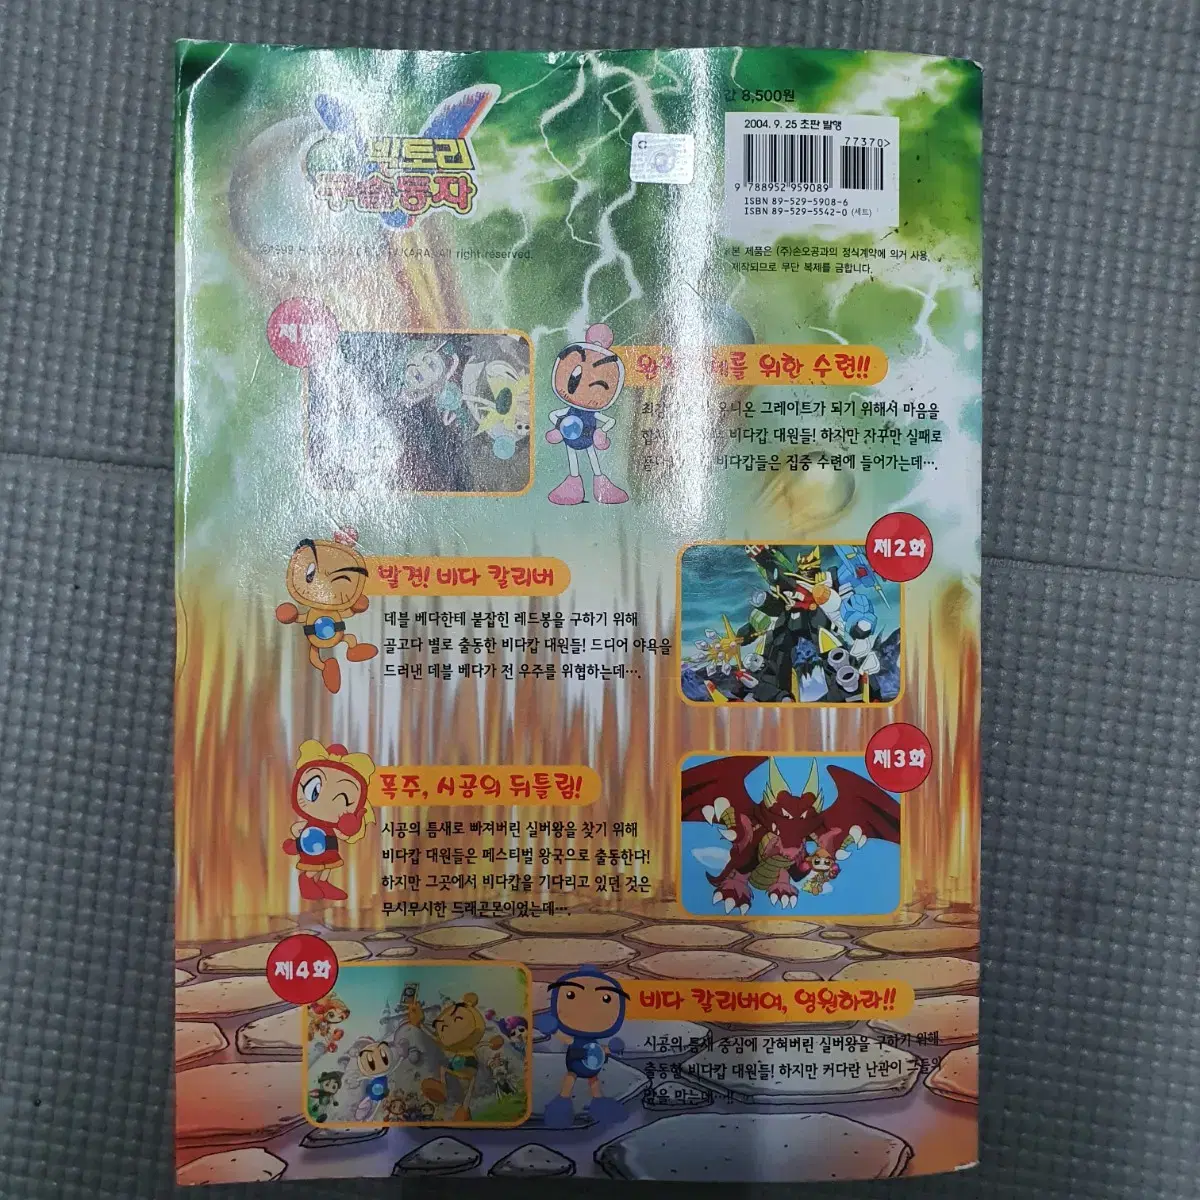 빅토리
구슬동자
All right reserved.
값 8,500원
2004. 9. 25 초판 발행
77370>
9 788952 959089
ISBN 89-529-5908-6
ISBN 89-529-5542-0 (세트)
본 제품은 (주)손오공과의 정식계약에 의거 사용,
제작되므로 무단 복제를 금합니다.
위한 수련!!
그레이트가 되기 위해서 마음을
비다캅 대원들! 하지만 자꾸만 실패로
비다캅들은 집중 수련에 들어가는데….
제2화
발견! 비다 칼리버
데블 베다한테 붙잡힌 레드봉을 구하기 위해
골고다 별로 출동한 비다캅 대원들! 드디어 야욕을
드러낸 데블 베다가 전 우주를 위협하는데….
제3화
폭주, 시공의 뒤틀림!
시공의 틈새로 빠져버린 실버왕을 찾기 위해
비다캅 대원들은 페스티벌 왕국으로 출동한다!
하지만 그곳에서 비다캅을 기다리고 있던 것은
무시무시한 드래곤몬이었는데….
제4화
비다 칼리버여, 영원하라!!
시공의 틈새 중심에 갇혀버린 실버왕을 구하기 위해
출동한 비다캅 대원들! 하지만 커다란 난관이 그들의
앞을 막는데…!!